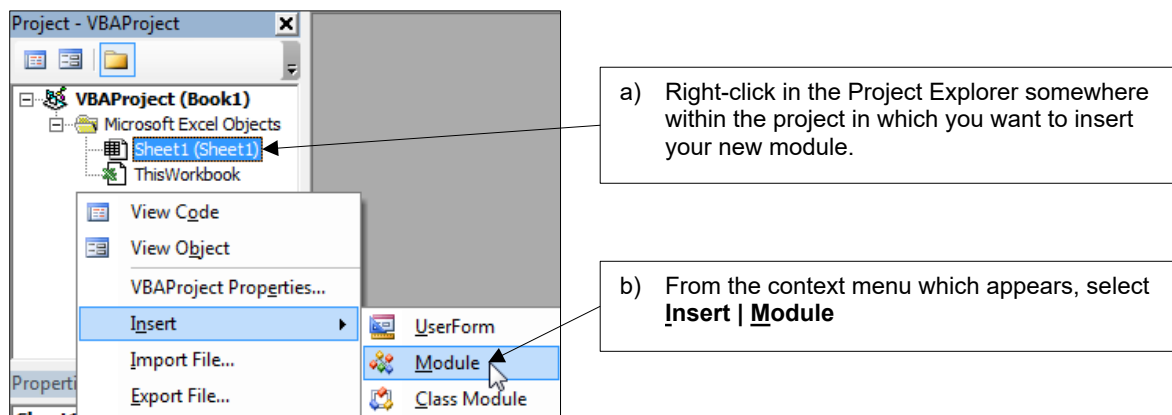 Project - VBAProject
VBAProject (Book1)
Microsoft Excel Objects
Sheet1 (Sheet1)
ThisWorkbook
View Code
View Object
VBAProject Properties...
Insert
Import File...
Export File...
UserForm
Module
Class Module
Properti
a) Right-click in the Project Explorer somewhere
within the project in which you want to insert
your new module.
b) From the context menu which appears, select
Insert | Module